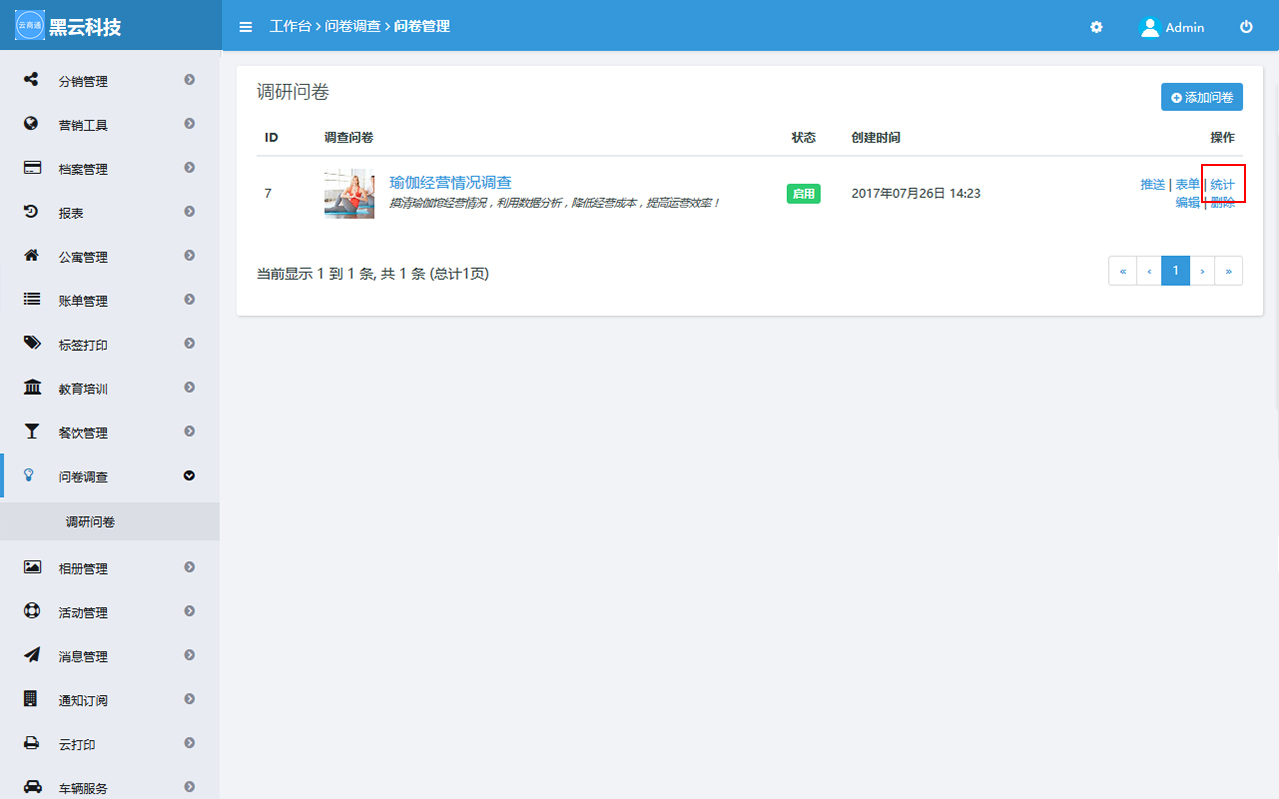 云商通 黑云科技
工作台 > 问卷调查 > 问卷管理
Admin
分销管理
营销工具
档案管理
报表
公寓管理
账单管理
标签打印
教育培训
餐饮管理
问卷调查
调研问卷
相册管理
活动管理
消息管理
通知订阅
云打印
车辆服务
调研问卷
添加问卷
ID 调查问卷 状态 创建时间 操作
7 瑜伽经营情况调查 启用 2017年07月26日 14:23 推送 | 表单 | 统计
摸清瑜伽馆经营情况，利用数据分析，降低经营成本，提高运营效率！ 编辑 | 删除
当前显示 1 到 1 条, 共 1 条 (总计1页) « ‹ 1 › »